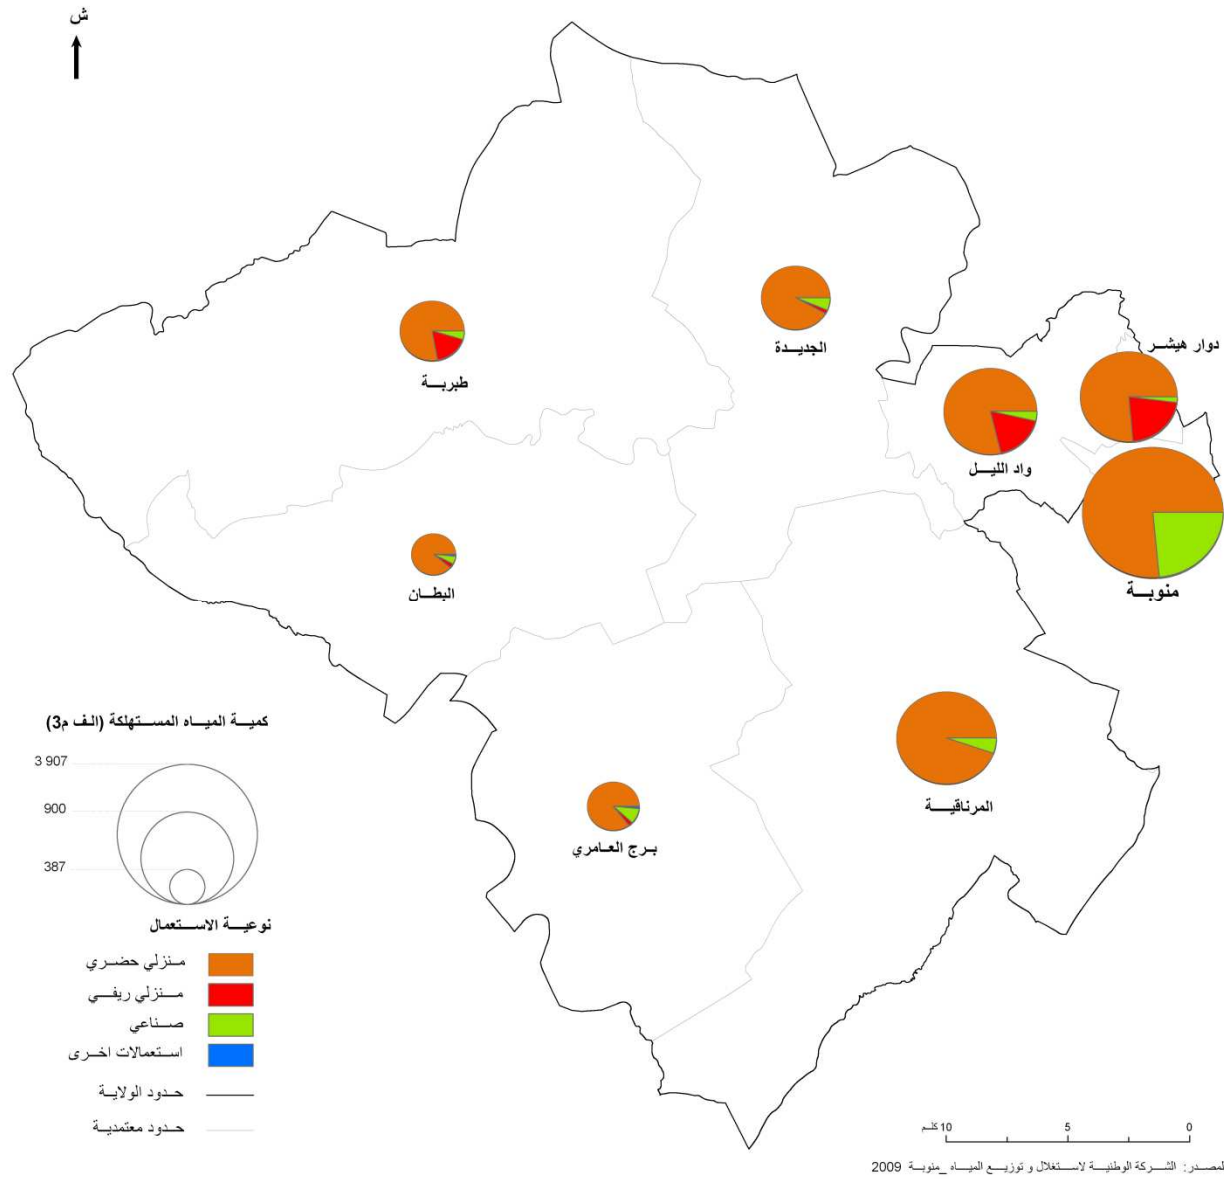 ش
دوار هيشر
الجديدة
طبربة
واد الليل
منوبة
البطان
المرناقية
برج العامري
كمية المياه المستهلكة (الف م3)
3 907
900
387
نوعية الاستعمال
منزلي حضري
منزلي ريفي
صناعي
استعمالات اخرى
حدود الولاية
حدود معتمدية
0 5 10 كلم
لمصدر: الشركة الوطنية لاستغلال و توزيع المياه _منوبة 2009